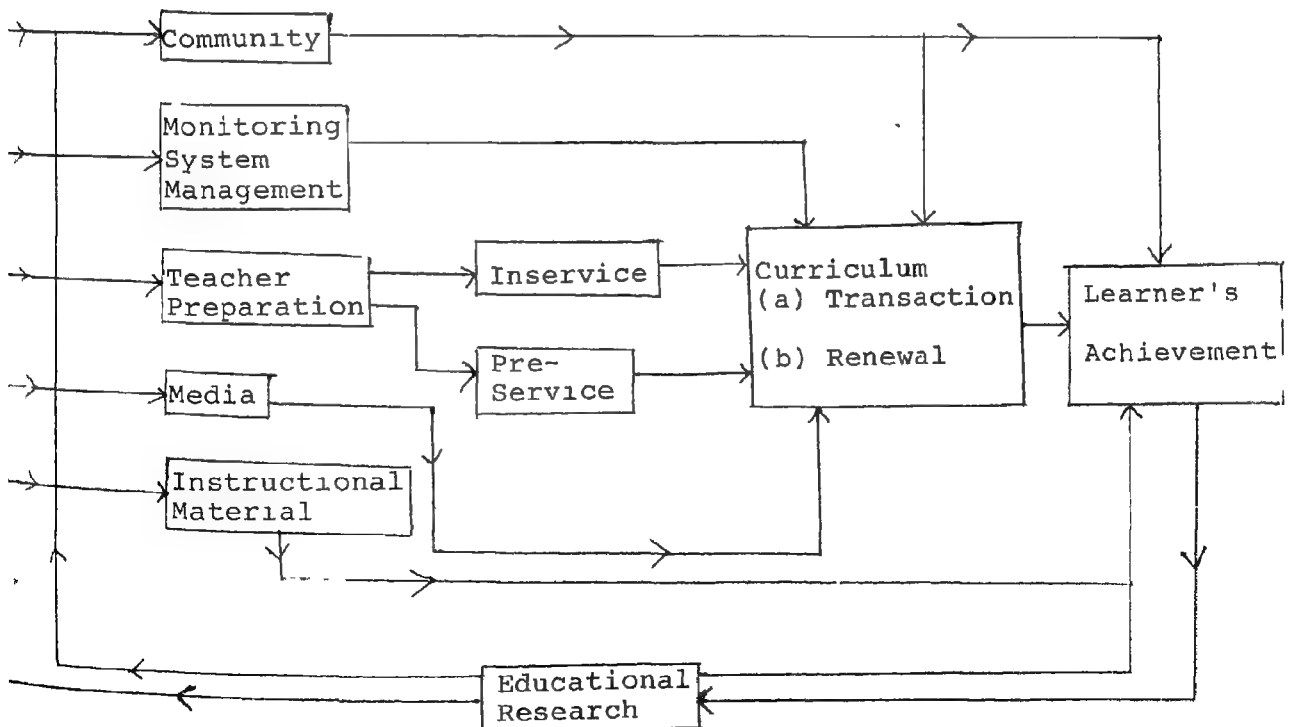 Community
Monitoring
System
Management
Teacher
Preparation
Inservice
Pre-
Service
Curriculum
(a) Transaction
(b) Renewal
Learner's
Achievement
Media
Instructional
Material
Educational
Research